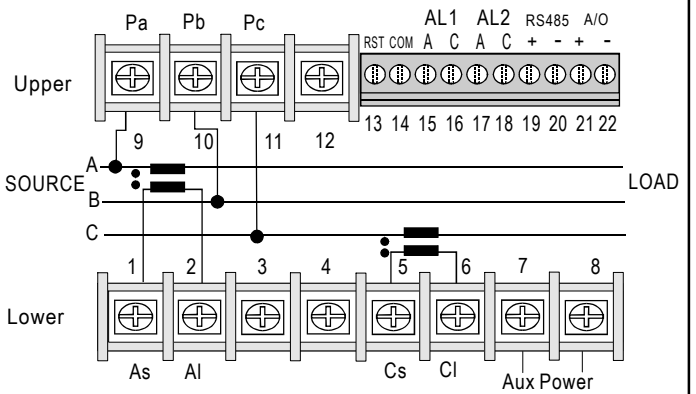 Pa Pb Pc AL1 AL2 RS485 A/O
RST COM A C A C + - + -
Upper
9 10 11 12 13 14 15 16 17 18 19 20 21 22
A
SOURCE
LOAD
B
C
1 2 3 4 5 6 7 8
Lower
As Al Cs Cl Aux Power